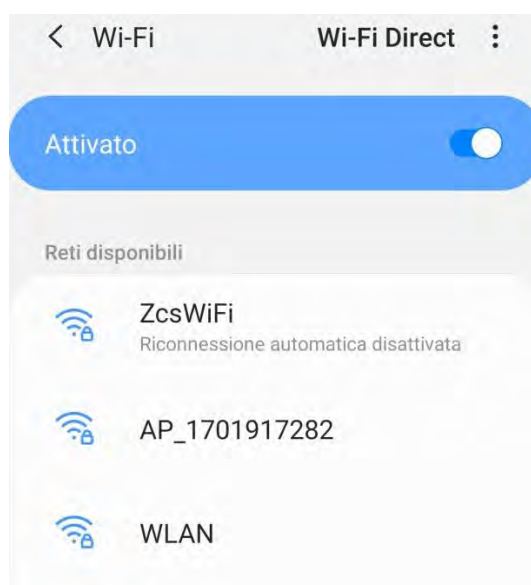 Wi-Fi Wi-Fi Direct
Attivato
Reti disponibili
ZcsWiFi
Riconnessione automatica disattivata
AP_1701917282
WLAN